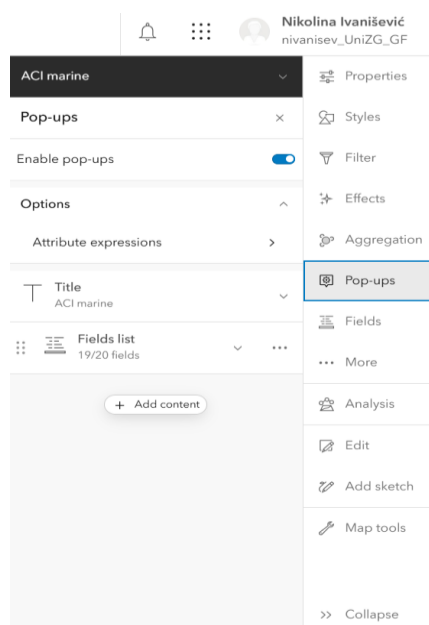 Nikolina Ivanišević
nivanisev_UniZG_GF
ACI marine
Pop-ups
Enable pop-ups
Options
Attribute expressions
Title
ACI marine
Fields list
19/20 fields
+ Add content
Properties
Styles
Filter
Effects
Aggregation
Pop-ups
Fields
More
Analysis
Edit
Add sketch
Map tools
Collapse